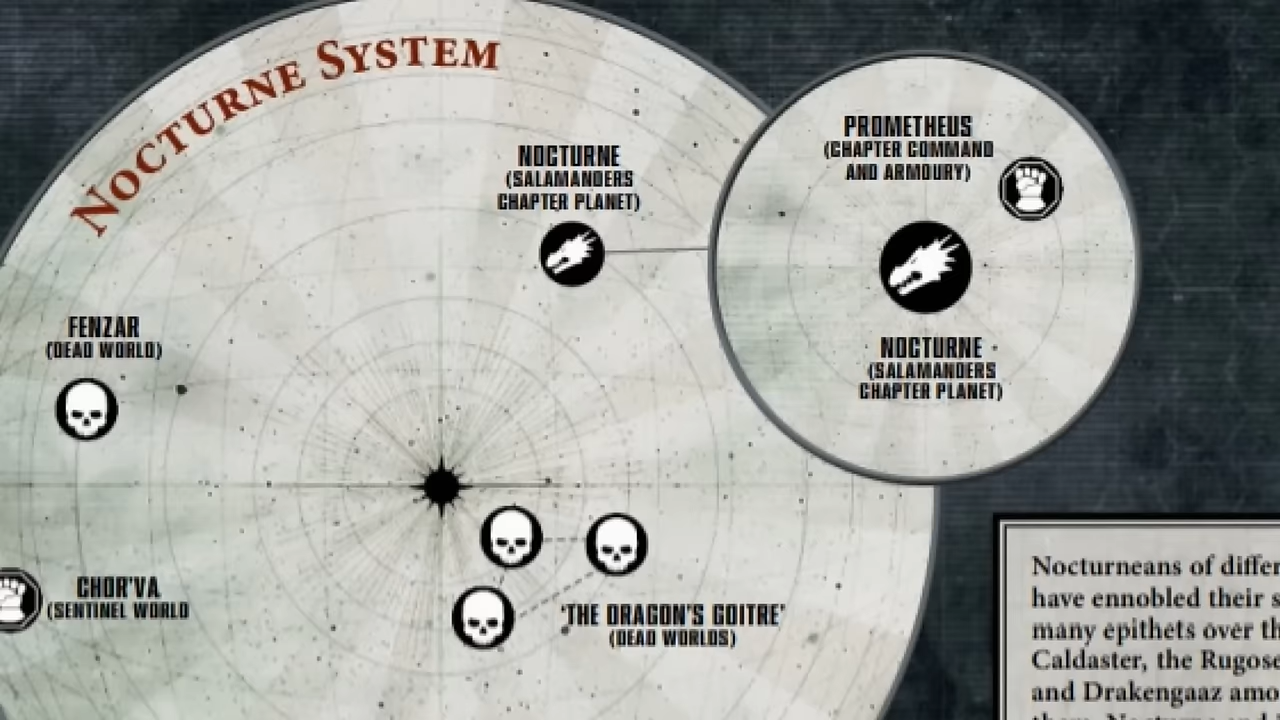 NOCTURNE SYSTEM
NOCTURNE
(SALAMANDERS
CHAPTER PLANET)
PROMETHEUS
(CHAPTER COMMAND
AND ARMOURY)
NOCTURNE
(SALAMANDERS
CHAPTER PLANET)
FENZAR
(DEAD WORLD)
CHOR'VA
(SENTINEL WORLD
'THE DRAGON'S GOITRE'
(DEAD WORLDS)
Nocturneans of differ
have ennobled their s
many epithets over th
Caldaster, the Rugose
and Drakengaaz amo